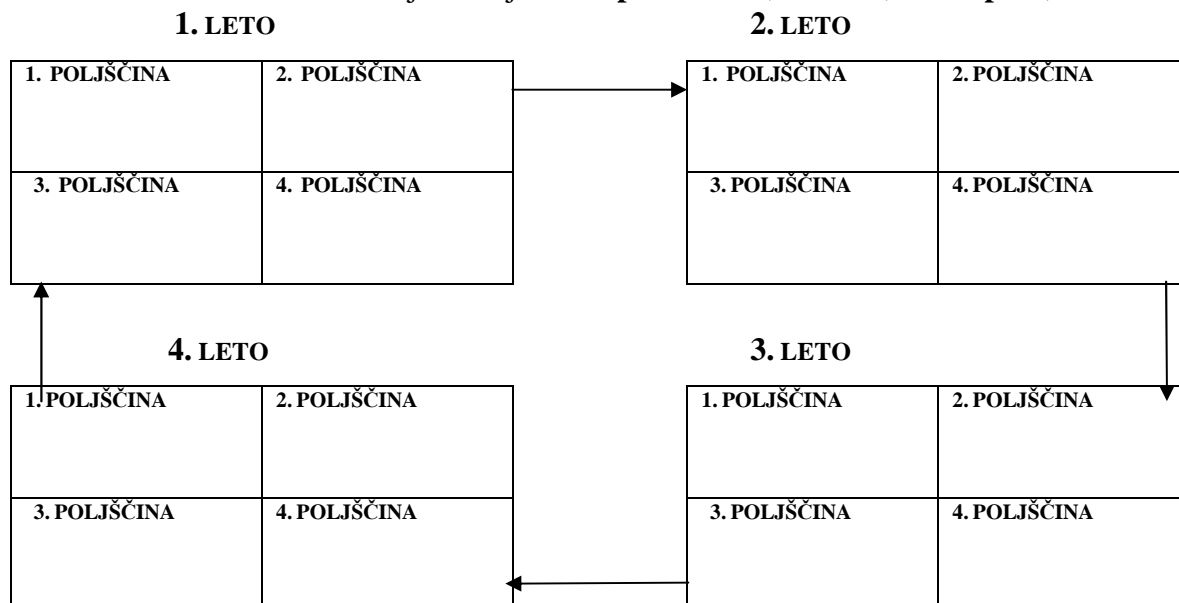 1. LETO 2. LETO
1. POLJŠČINA 2. POLJŠČINA 1. POLJŠČINA 2. POLJŠČINA
3. POLJŠČINA 4. POLJŠČINA 3. POLJŠČINA 4. POLJŠČINA
4. LETO 3. LETO
1. POLJŠČINA 2. POLJŠČINA 1. POLJŠČINA 2. POLJŠČINA
3. POLJŠČINA 4. POLJŠČINA 3. POLJŠČINA 4. POLJŠČINA